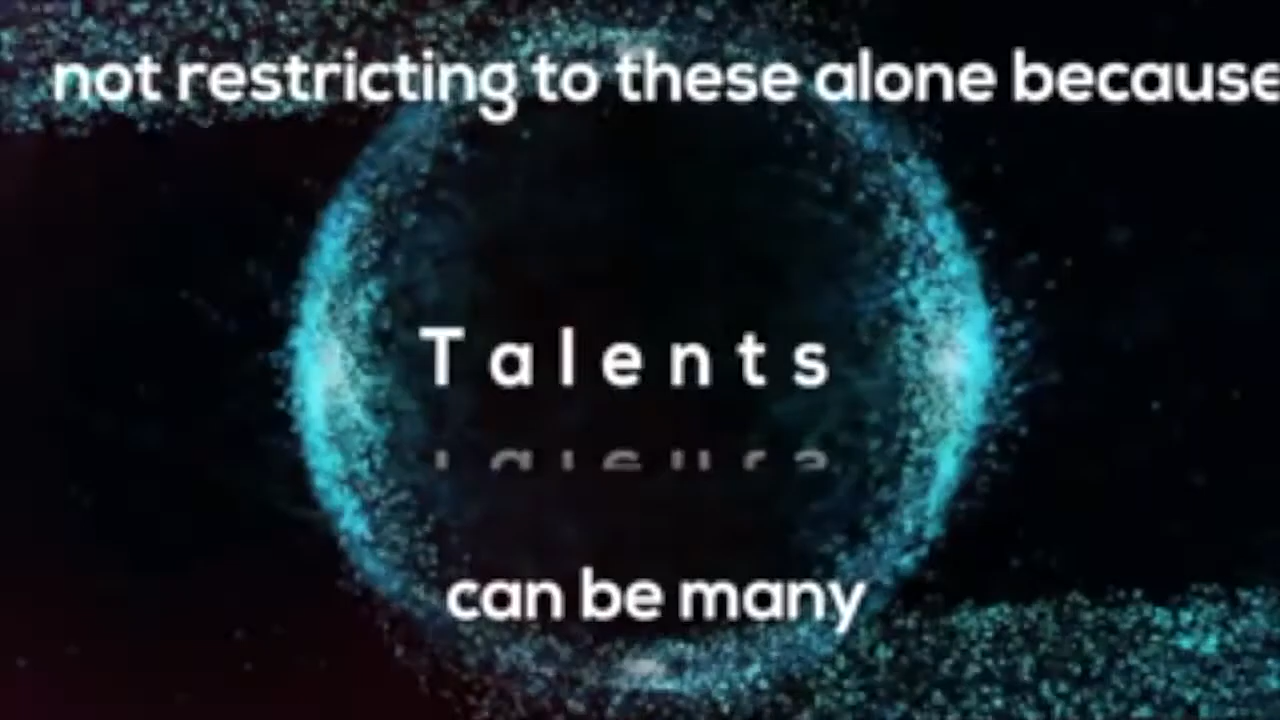 not restricting to these alone because
Talents
can be many